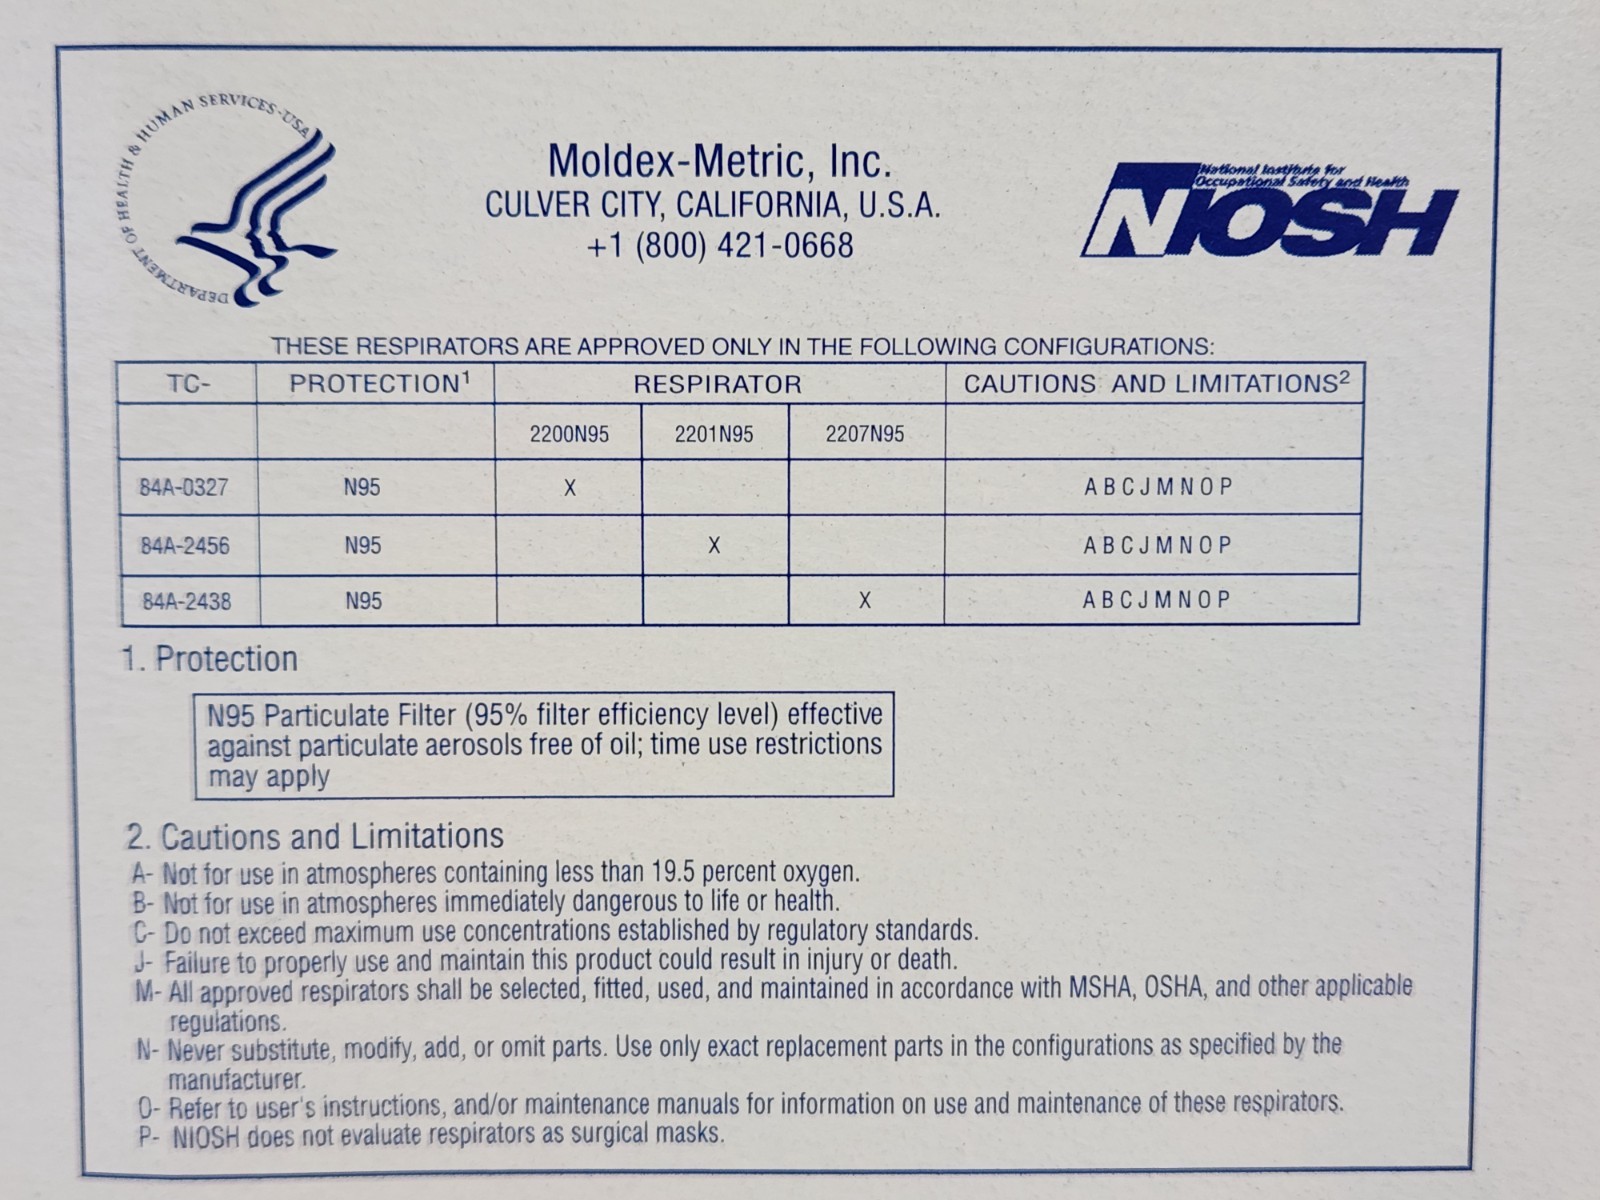 DEPARTMENT OF HEALTH & HUMAN SERVICES·USA
Moldex-Metric, Inc.
CULVER CITY, CALIFORNIA, U.S.A.
+1 (800) 421-0668
National Institute for
Occupational Safety and Health
NIOSH
THESE RESPIRATORS ARE APPROVED ONLY IN THE FOLLOWING CONFIGURATIONS:
TC- PROTECTION¹ RESPIRATOR CAUTIONS AND LIMITATIONS²
2200N95 2201N95 2207N95
84A-0327 N95 X A B C J M N O P
84A-2456 N95 X A B C J M N O P
84A-2438 N95 X A B C J M N O P
1. Protection
N95 Particulate Filter (95% filter efficiency level) effective
against particulate aerosols free of oil; time use restrictions
may apply
2. Cautions and Limitations
A- Not for use in atmospheres containing less than 19.5 percent oxygen.
B- Not for use in atmospheres immediately dangerous to life or health.
C- Do not exceed maximum use concentrations established by regulatory standards.
J- Failure to properly use and maintain this product could result in injury or death.
M- All approved respirators shall be selected, fitted, used, and maintained in accordance with MSHA, OSHA, and other applicable
regulations.
N- Never substitute, modify, add, or omit parts. Use only exact replacement parts in the configurations as specified by the
manufacturer.
O- Refer to user's instructions, and/or maintenance manuals for information on use and maintenance of these respirators.
P- NIOSH does not evaluate respirators as surgical masks.